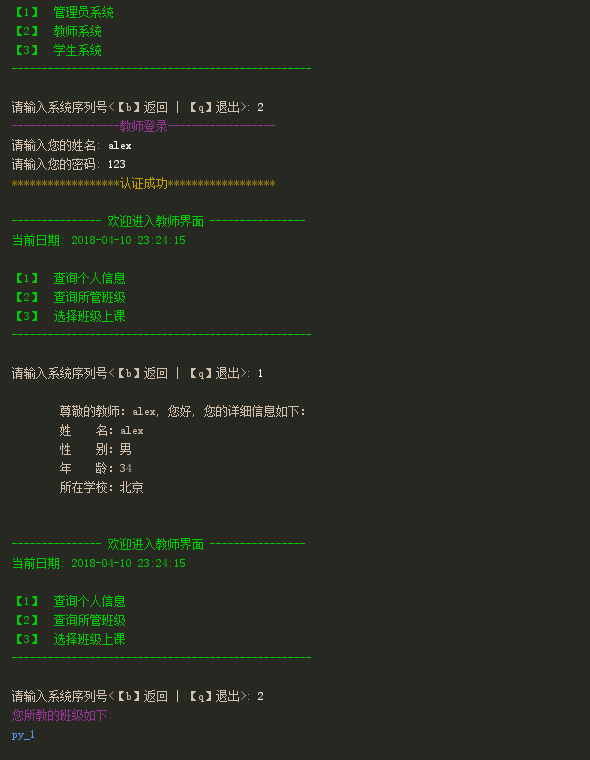 【1】 管理员系统
【2】 教师系统
【3】 学生系统
--------------------------------------------------
请输入系统序列号<【b】返回 | 【q】退出>: 2
------------------教师登录------------------
请输入您的姓名: alex
请输入您的密码: 123
******************认证成功******************
--------------- 欢迎进入教师界面 ----------------
当前日期: 2018-04-10 23:24:15
【1】 查询个人信息
【2】 查询所管班级
【3】 选择班级上课
--------------------------------------------------
请输入系统序列号<【b】返回 | 【q】退出>: 1
尊敬的教师: alex, 您好, 您的详细信息如下:
姓 名: alex
性 别: 男
年 龄: 34
所在学校: 北京
--------------- 欢迎进入教师界面 ----------------
当前日期: 2018-04-10 23:24:15
【1】 查询个人信息
【2】 查询所管班级
【3】 选择班级上课
--------------------------------------------------
请输入系统序列号<【b】返回 | 【q】退出>: 2
您所教的班级如下:
py_1